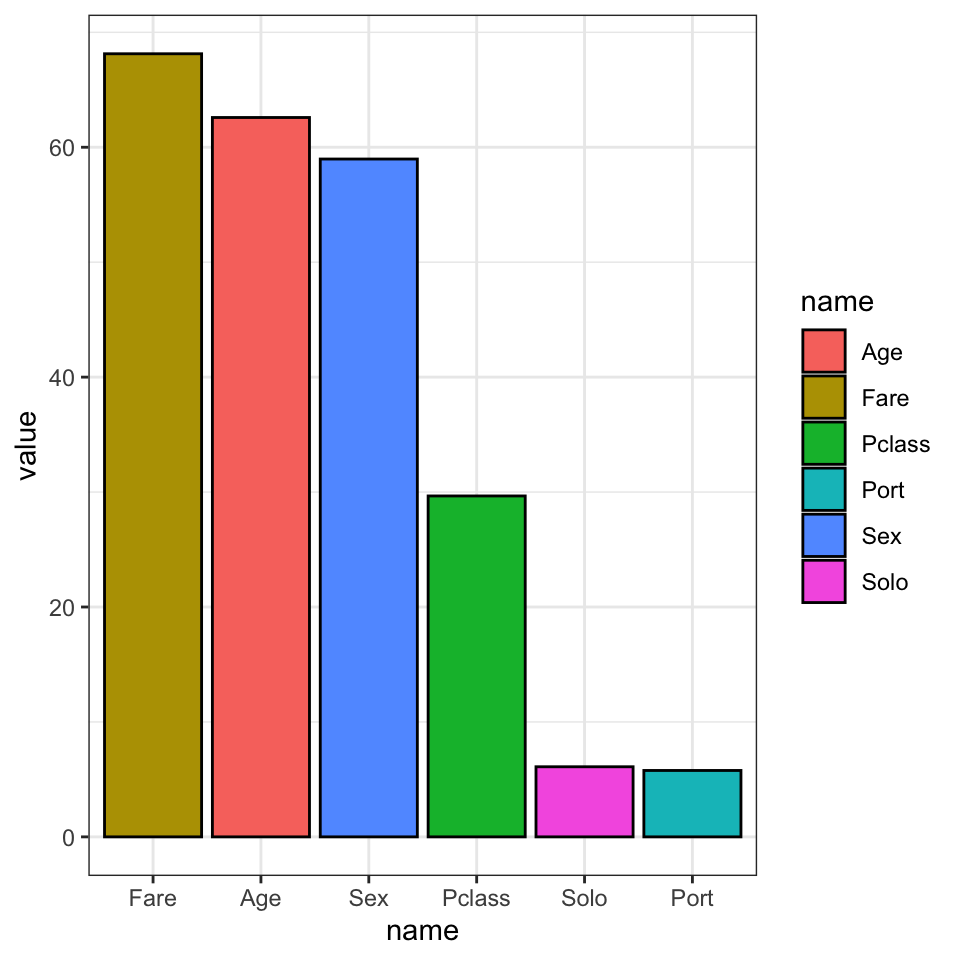 value
60
40
20
0
Fare Age Sex Pclass Solo Port
name
name
Age
Fare
Pclass
Port
Sex
Solo